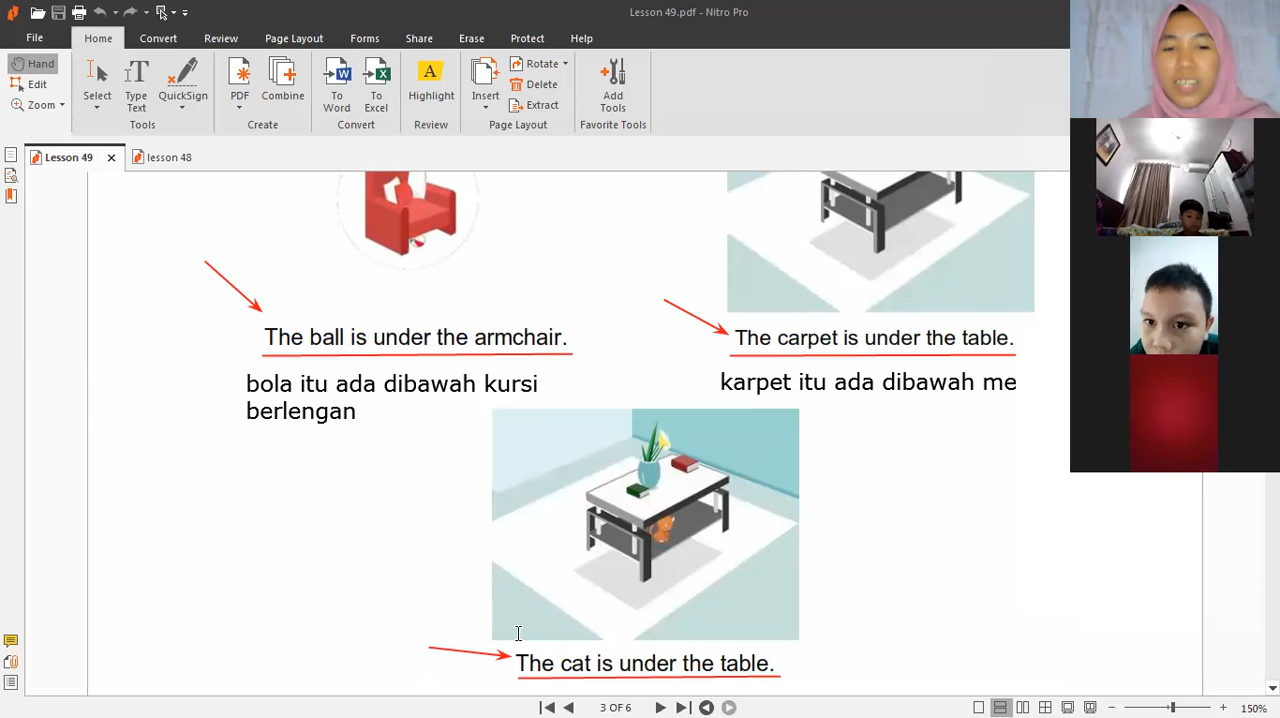 Lesson 49.pdf - Nitro Pro
File
Home
Convert
Review
Page Layout
Forms
Share
Erase
Protect
Help
Hand
Edit
Zoom
Select
Type Text
QuickSign
Tools
PDF
Combine
Create
To Word
To Excel
Convert
Highlight
Review
Insert
Rotate
Delete
Extract
Page Layout
Add Tools
Favorite Tools
Lesson 49
lesson 48
The ball is under the armchair.
bola itu ada dibawah kursi
berlengan
The carpet is under the table.
karpet itu ada dibawah me
The cat is under the table.
3 OF 6
150%